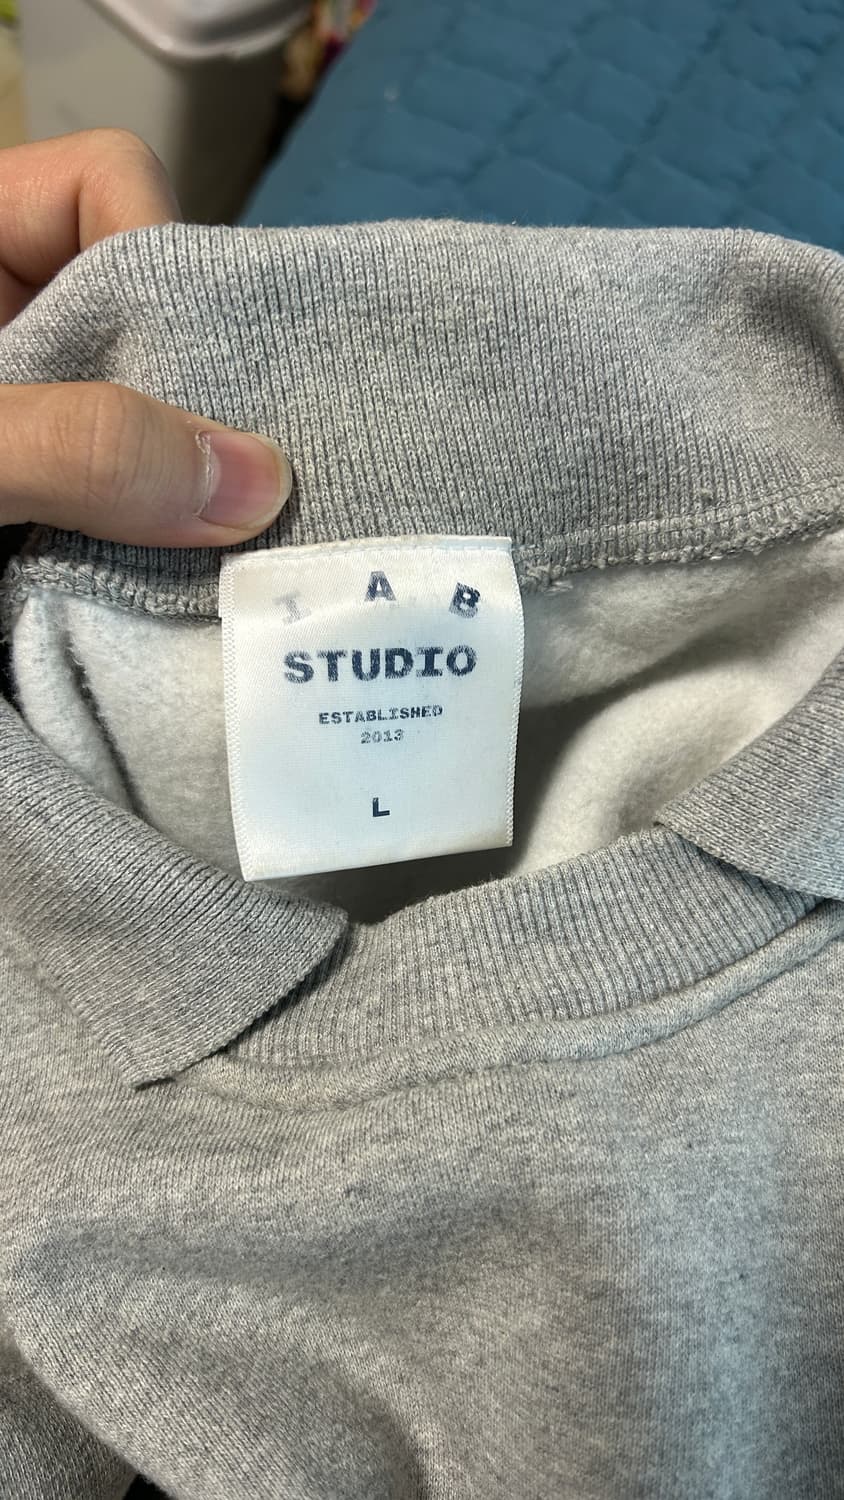 I A B
STUDIO
ESTABLISHED
2013
L